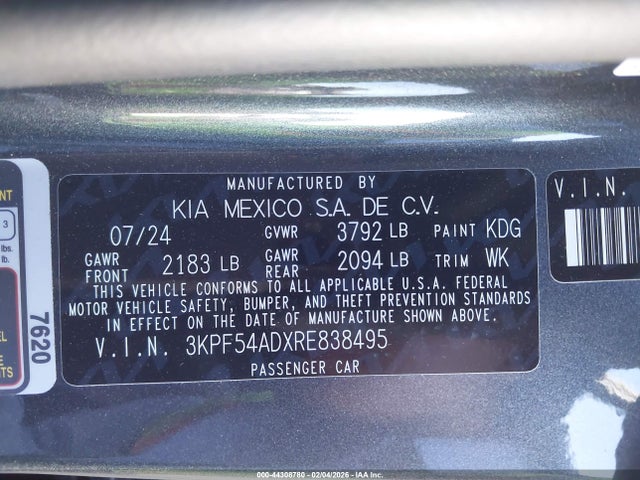 MANUFACTURED BY
KIA MEXICO S.A. DE C.V.
07/24 GVWR 3792 LB PAINT KDG
GAWR FRONT 2183 LB GAWR REAR 2094 LB TRIM WK
THIS VEHICLE CONFORMS TO ALL APPLICABLE U.S.A. FEDERAL
MOTOR VEHICLE SAFETY, BUMPER, AND THEFT PREVENTION STANDARDS
IN EFFECT ON THE DATE OF MANUFACTURE SHOWN ABOVE.
V.I.N. 3KPF54ADXRE838495
PASSENGER CAR
V.I.N.
3
lbs.
lb.
7620
000-44308780 - 02/04/2026 - IAA Inc.